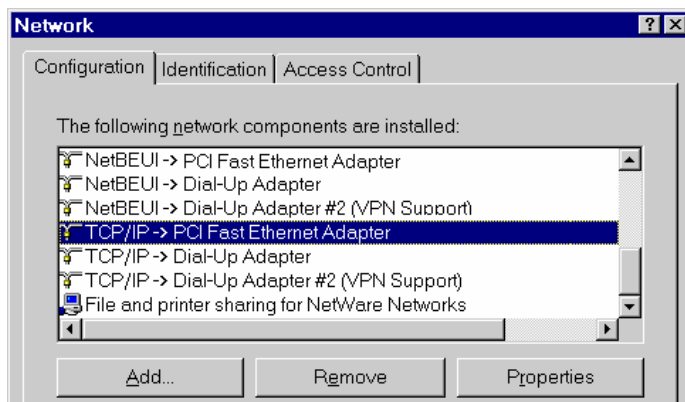 Network
Configuration Identification Access Control
The following network components are installed:
NetBEUI -> PCI Fast Ethernet Adapter
NetBEUI -> Dial-Up Adapter
NetBEUI -> Dial-Up Adapter #2 (VPN Support)
TCP/IP -> PCI Fast Ethernet Adapter
TCP/IP -> Dial-Up Adapter
TCP/IP -> Dial-Up Adapter #2 (VPN Support)
File and printer sharing for NetWare Networks
Add... Remove Properties